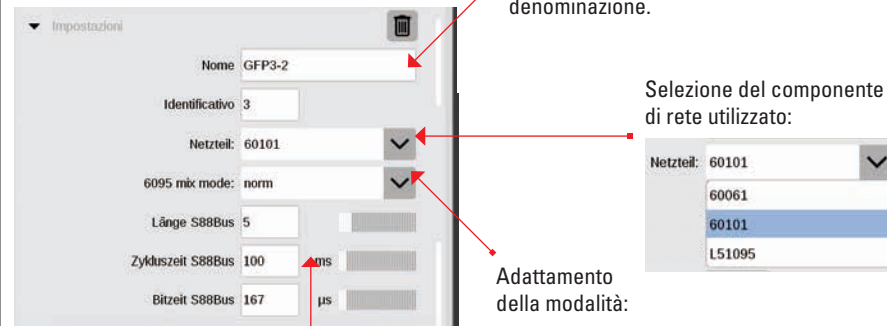 denominazione.
Impostazioni
Nome GFP3-2
Identificativo 3
Netzteil: 60101
6095 mix mode: norm
Länge S88Bus 5
Zykluszeit S88Bus 100 ms
Bitzeit S88Bus 167 µs
Selezione del componente
di rete utilizzato:
Netzteil: 60101
60061
60101
L51095
Adattamento
della modalità: